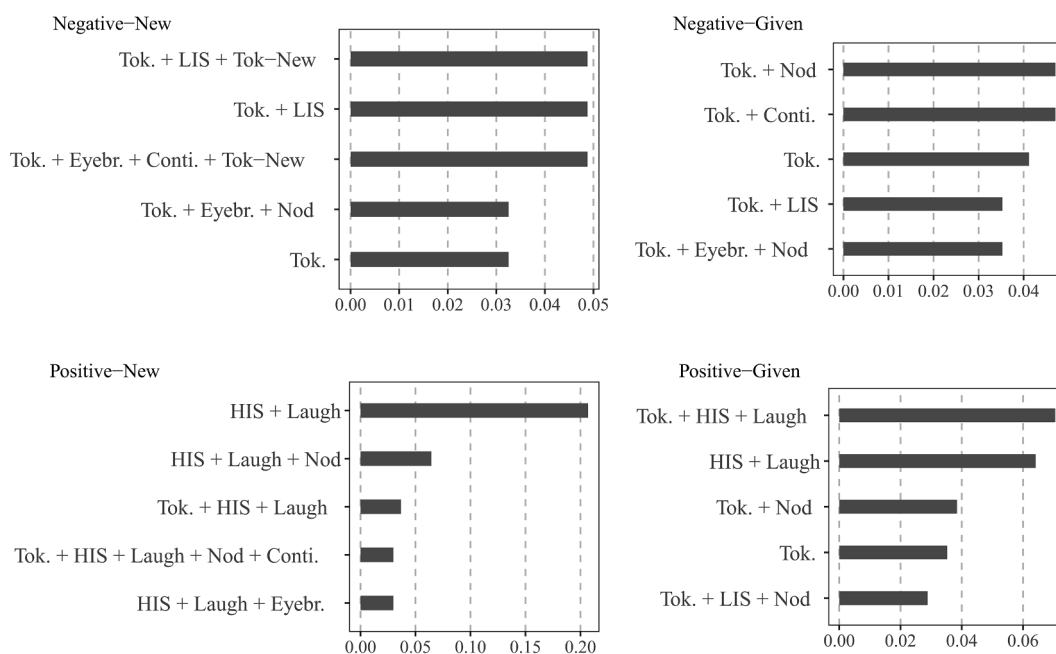 Negative−New
Tok. + LIS + Tok−New
Tok. + LIS
Tok. + Eyebr. + Conti. + Tok−New
Tok. + Eyebr. + Nod
Tok.
0.00 0.01 0.02 0.03 0.04 0.05
Negative−Given
Tok. + Nod
Tok. + Conti.
Tok.
Tok. + LIS
Tok. + Eyebr. + Nod
0.00 0.01 0.02 0.03 0.04
Positive−New
HIS + Laugh
HIS + Laugh + Nod
Tok. + HIS + Laugh
Tok. + HIS + Laugh + Nod + Conti.
HIS + Laugh + Eyebr.
0.00 0.05 0.10 0.15 0.20
Positive−Given
Tok. + HIS + Laugh
HIS + Laugh
Tok. + Nod
Tok.
Tok. + LIS + Nod
0.00 0.02 0.04 0.06